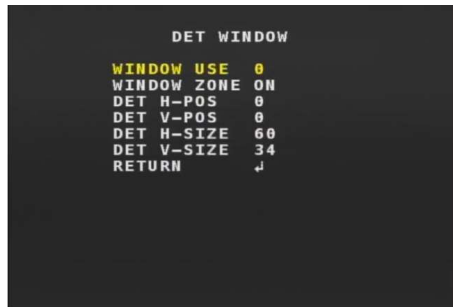 DET WINDOW
WINDOW USE 0
WINDOW ZONE ON
DET H-POS 0
DET V-POS 0
DET H-SIZE 60
DET V-SIZE 34
RETURN ↲